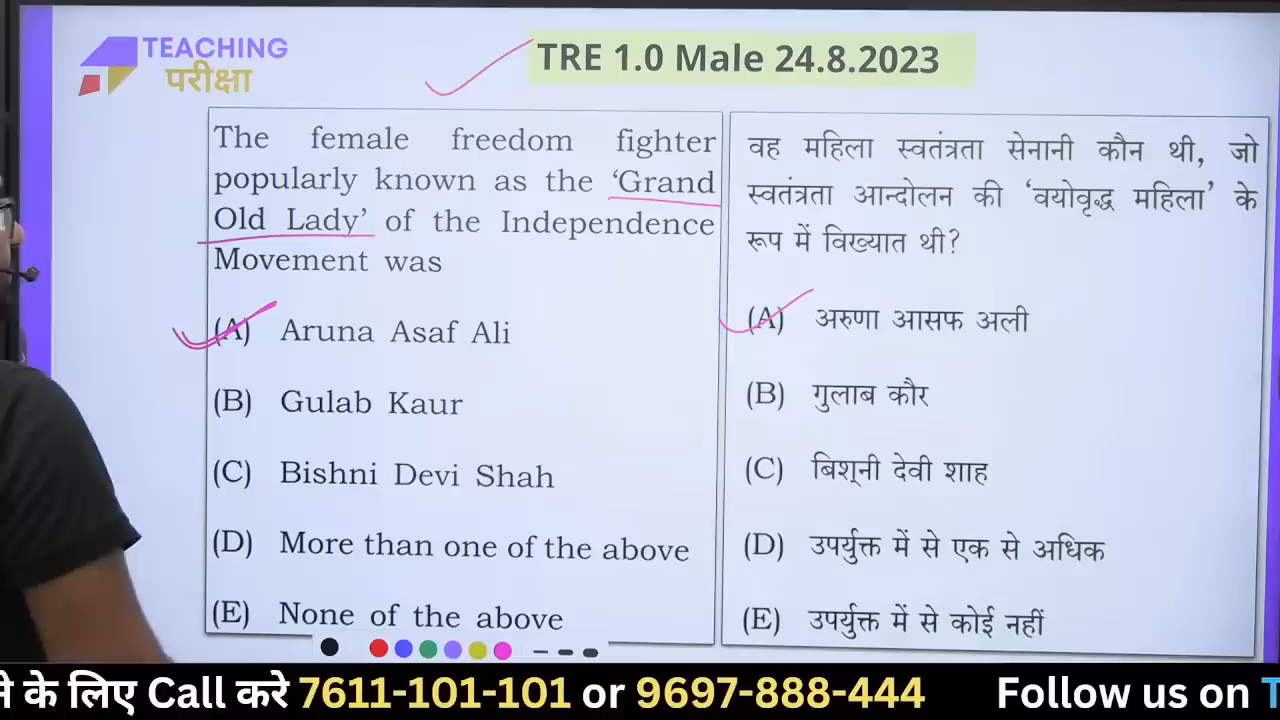 TEACHING
परीक्षा
TRE 1.0 Male 24.8.2023
The female freedom fighter
popularly known as the ‘Grand
Old Lady’ of the Independence
Movement was
(A) Aruna Asaf Ali
(B) Gulab Kaur
(C) Bishni Devi Shah
(D) More than one of the above
(E) None of the above
वह महिला स्वतंत्रता सेनानी कौन थी, जो
स्वतंत्रता आन्दोलन की ‘वयोवृद्ध महिला’ के
रूप में विख्यात थी?
(A) अरुणा आसफ अली
(B) गुलाब कौर
(C) बिश्नी देवी शाह
(D) उपर्युक्त में से एक से अधिक
(E) उपर्युक्त में से कोई नहीं
के लिए Call करे 7611-101-101 or 9697-888-444 Follow us on